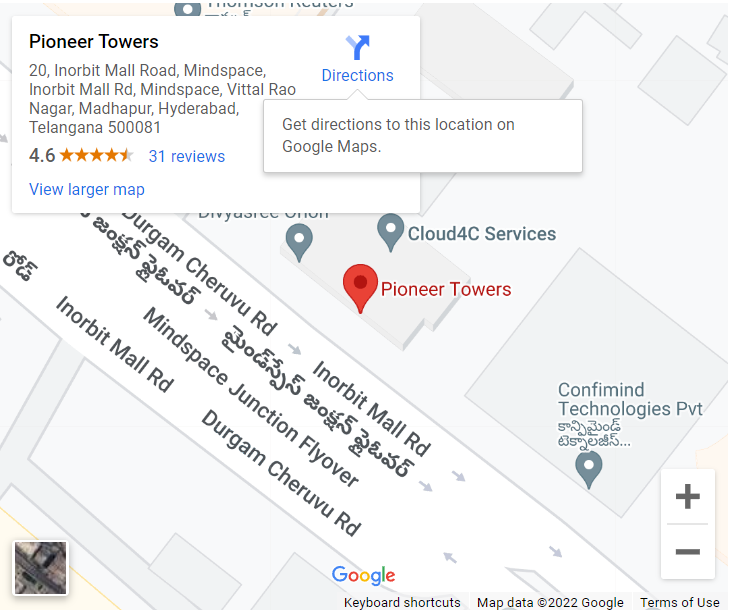 Thomson Reuters
Pioneer Towers
20, Inorbit Mall Road, Mindspace,
Inorbit Mall Rd, Mindspace, Vittal Rao
Nagar, Madhapur, Hyderabad,
Telangana 500081
4.6
31 reviews
View larger map
Directions
Get directions to this location on
Google Maps.
Divyasree Orion
Cloud4C Services
Pioneer Towers
Durgam Cheruvu Rd
జంక్షన్ ఫ్లైఓవర్
రోడ్
Inorbit Mall Rd
Inorbit Mall Rd
మైండ్‌స్పేస్ జంక్షన్ ఫ్లైఓవర్
Mindspace Junction Flyover
Durgam Cheruvu Rd
Confimind
Technologies Pvt
కాన్ఫిమైండ్
టెక్నాలజీస్...
Google
Keyboard shortcuts
Map data ©2022 Google
Terms of Use